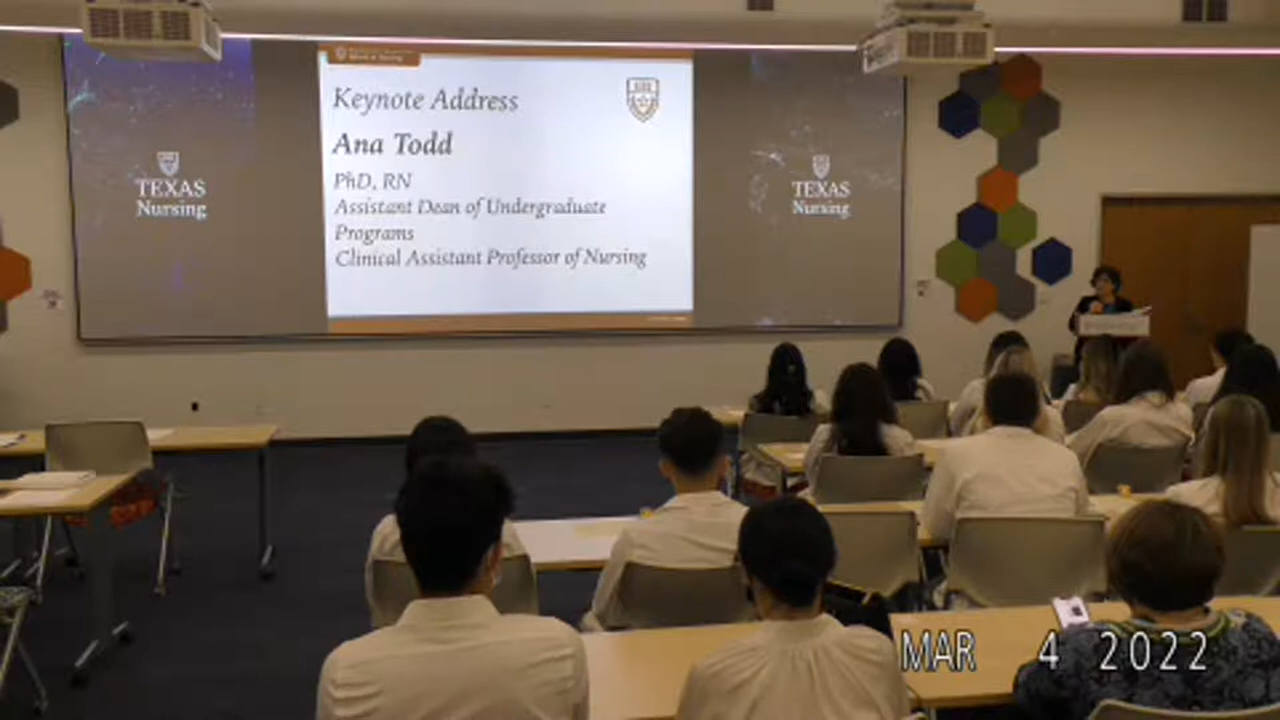 Keynote Address
Ana Todd
PhD, RN
Assistant Dean of Undergraduate
Programs
Clinical Assistant Professor of Nursing
TEXAS
Nursing
TEXAS
Nursing
MAR 4 2022